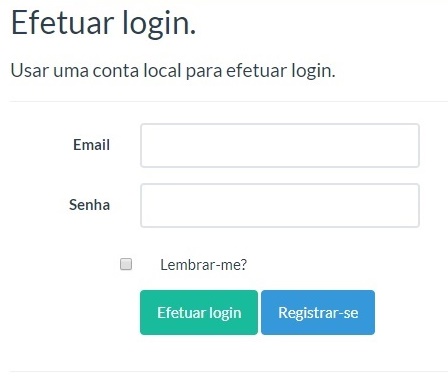 Efetuar login.
Usar uma conta local para efetuar login.
Email
Senha
Lembrar-me?
Efetuar login Registrar-se